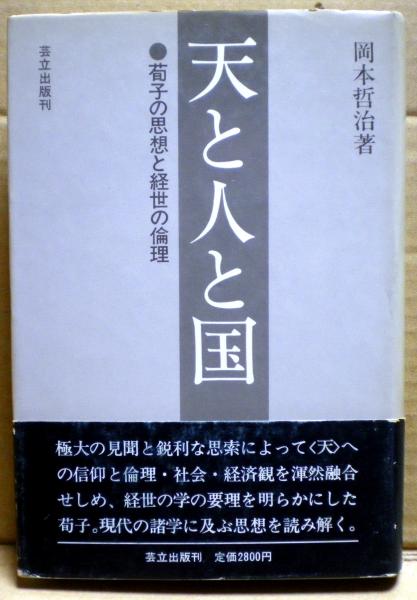 岡本哲治著
天と人と国
●荀子の思想と経世の倫理
芸立出版刊
極大の見聞と鋭利な思索によって〈天〉へ
の信仰と倫理・社会・経済観を渾然融合
せしめ、経世の学の要理を明らかにした
荀子。現代の諸学に及ぶ思想を読み解く。
芸立出版刊 定価2800円